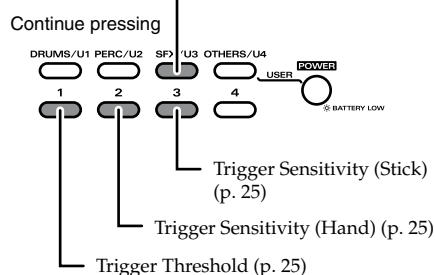 Continue pressing
DRUMS/U1 PERC/U2 SFX/U3 OTHERS/U4
USER
POWER
1 2 3 4
BATTERY LOW
Trigger Sensitivity (Stick)
(p. 25)
Trigger Sensitivity (Hand) (p. 25)
Trigger Threshold (p. 25)